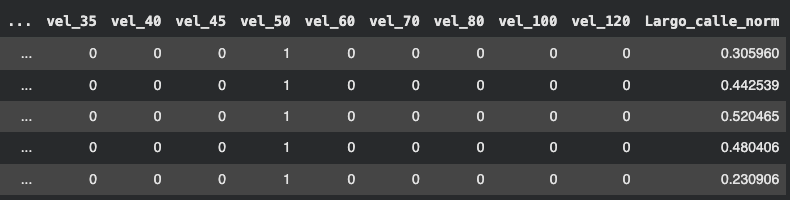 ... vel_35 vel_40 vel_45 vel_50 vel_60 vel_70 vel_80 vel_100 vel_120 Largo_calle_norm
... 0 0 0 1 0 0 0 0 0 0.305960
... 0 0 0 1 0 0 0 0 0 0.442539
... 0 0 0 1 0 0 0 0 0 0.520465
... 0 0 0 1 0 0 0 0 0 0.480406
... 0 0 0 1 0 0 0 0 0 0.230906